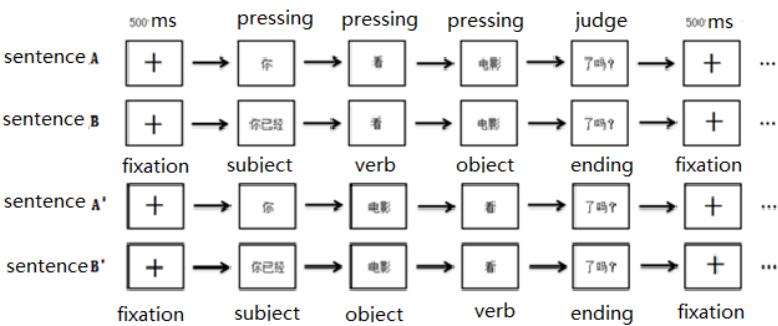 500 ms pressing pressing pressing judge 500 ms
sentence A + 你 看 电影 了吗? + ...
sentence B + 你已经 看 电影 了吗? + ...
fixation subject verb object ending fixation
sentence A' + 你 电影 看 了吗? + ...
sentence B' + 你已经 电影 看 了吗? + ...
fixation subject object verb ending fixation